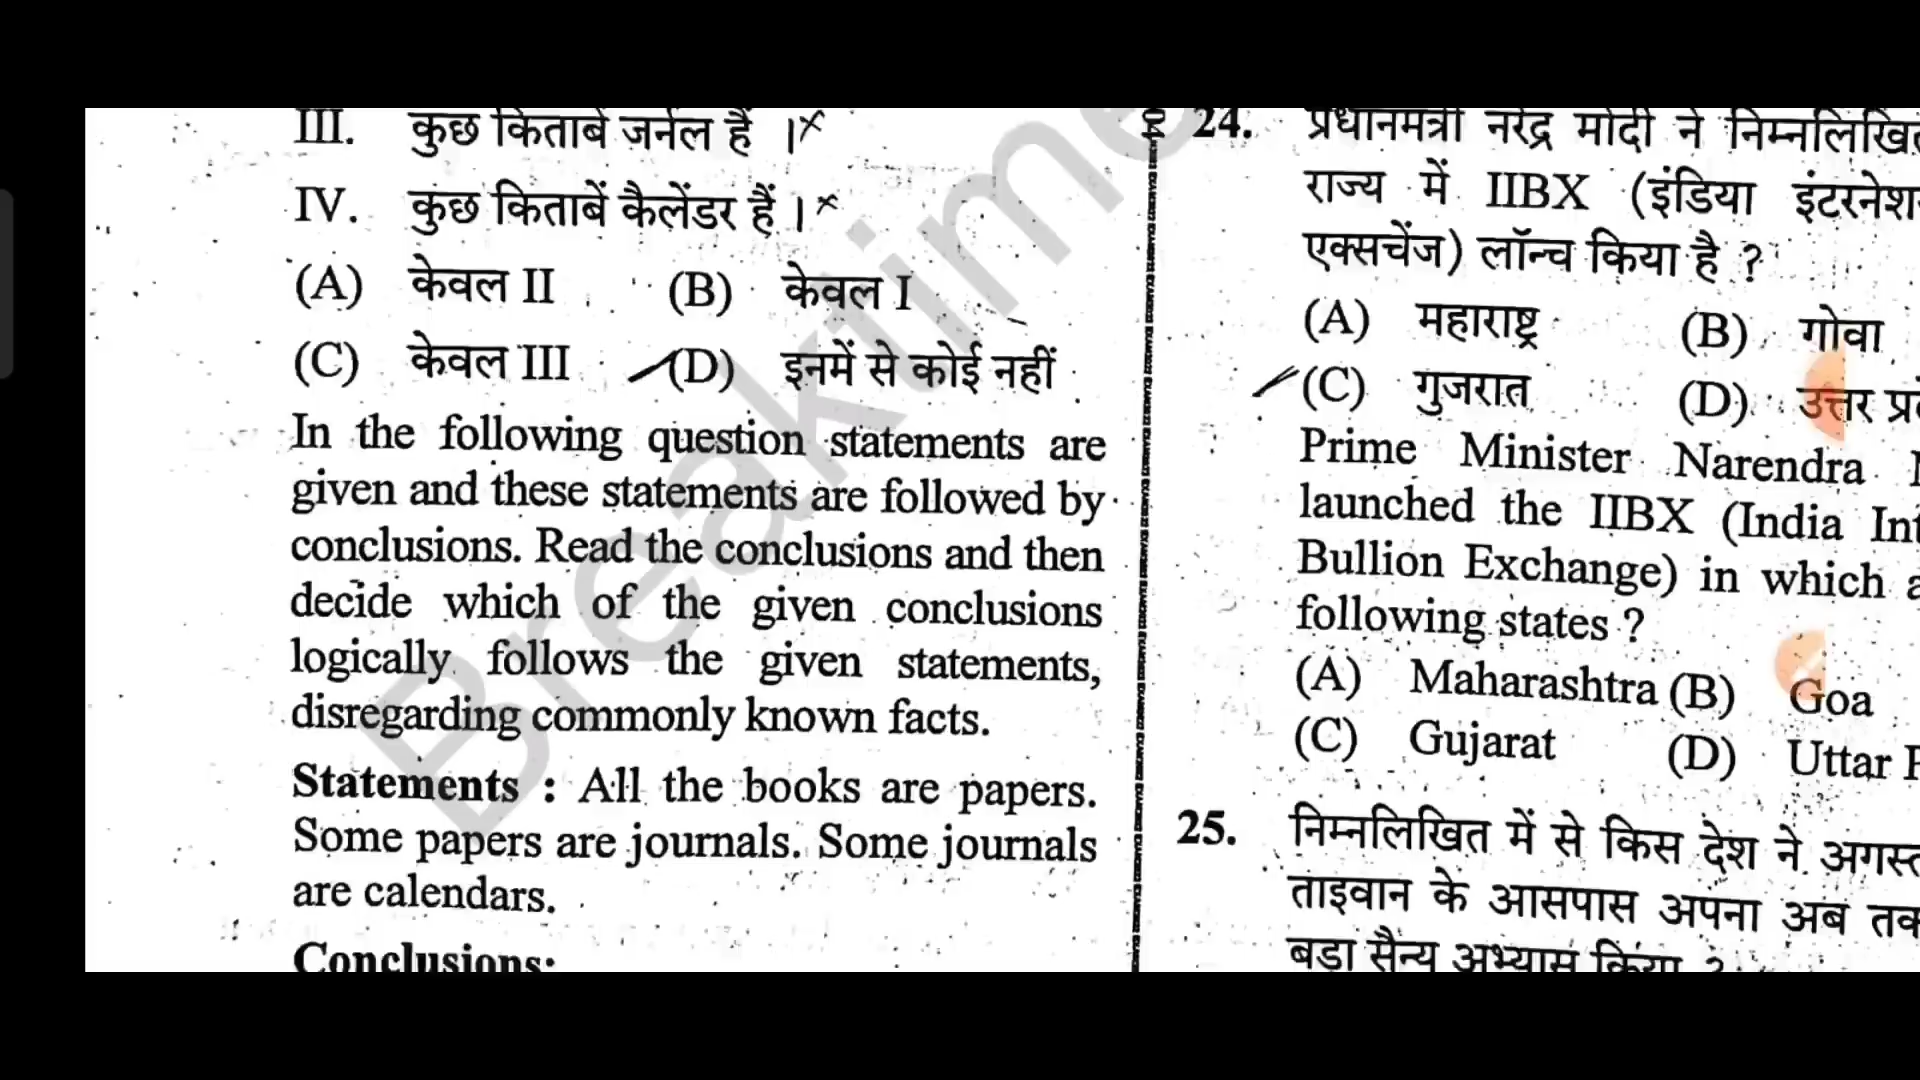 III. कुछ किताबें जर्नल हैं ।
IV. कुछ किताबें कैलेंडर हैं ।
(A) केवल II (B) केवल I
(C) केवल III (D) इनमें से कोई नहीं
In the following question statements are
given and these statements are followed by
conclusions. Read the conclusions and then
decide which of the given conclusions
logically follows the given statements,
disregarding commonly known facts.
Statements : All the books are papers.
Some papers are journals. Some journals
are calendars.
Conclusions:
24. प्रधानमंत्री नरेंद्र मोदी ने
राज्य में IIBX (इंडिया
एक्सचेंज) लॉन्च किया है ?
(A) महाराष्ट्र (B) गोवा
(C) गुजरात (D) उत्तर
Prime Minister Narendra
launched the IIBX (India
Bullion Exchange) in which
following states ?
(A) Maharashtra (B) Goa
(C) Gujarat (D) Uttar
25. निम्नलिखित में से किस देश ने
ताइवान के आसपास अपना अब तक
बड़ा सैन्य अभ्यास किया ?
Breaktime